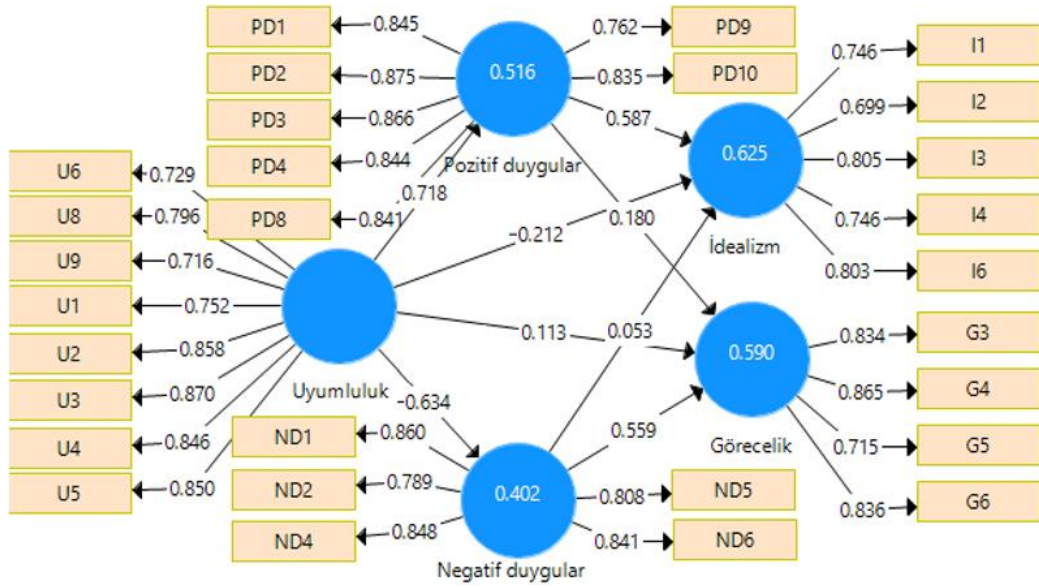 PD1
0.845
PD2
0.875
PD3
0.866
PD4
0.844
PD8
0.841
0.516
Pozitif duygular
0.762
PD9
0.835
PD10
0.587
0.180
0.718
U6
0.729
U8
0.796
U9
0.716
U1
0.752
U2
0.858
U3
0.870
U4
0.846
U5
0.850
Uyumluluk
-0.212
0.113
-0.634
0.053
0.559
ND1
0.860
ND2
0.789
ND4
0.848
0.402
Negatif duygular
0.808
ND5
0.841
ND6
0.625
İdealizm
0.746
I1
0.699
I2
0.805
I3
0.746
I4
0.803
I6
0.590
Görecelik
0.834
G3
0.865
G4
0.715
G5
0.836
G6